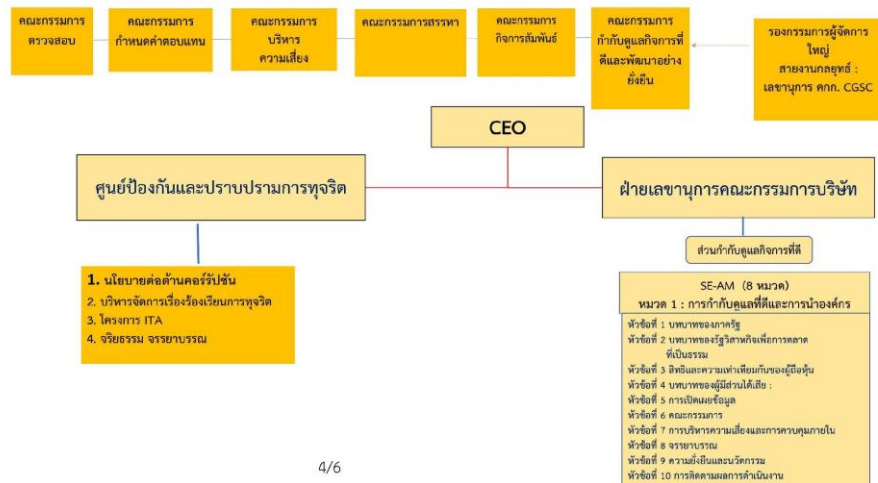 คณะกรรมการ
ตรวจสอบ
คณะกรรมการ
กำหนดค่าตอบแทน
คณะกรรมการ
บริหาร
ความเสี่ยง
คณะกรรมการสรรหา
คณะกรรมการ
กิจการสัมพันธ์
คณะกรรมการ
กำกับดูแลกิจการที่
ดีและพัฒนาอย่าง
ยั่งยืน
รองกรรมการผู้จัดการ
ใหญ่
สายงานกลยุทธ์ :
เลขานุการ คกก. CGSC
CEO
ศูนย์ป้องกันและปราบปรามการทุจริต
ฝ่ายเลขานุการคณะกรรมการบริษัท
ส่วนกำกับดูแลกิจการที่ดี
1. นโยบายต่อต้านคอร์รัปชัน
2. บริหารจัดการเรื่องร้องเรียนการทุจริต
3. โครงการ ITA
4. จริยธรรม จรรยาบรรณ
SE-AM (8 หมวด)
หมวด 1 : การกำกับดูแลที่ดีและการนำองค์กร
หัวข้อที่ 1 บทบาทของภาครัฐ
หัวข้อที่ 2 บทบาทของรัฐวิสาหกิจเพื่อการตลาด
ที่เป็นธรรม
หัวข้อที่ 3 สิทธิและความเท่าเทียมกันของผู้ถือหุ้น
หัวข้อที่ 4 บทบาทของผู้มีส่วนได้เสีย :
หัวข้อที่ 5 การเปิดเผยข้อมูล
หัวข้อที่ 6 คณะกรรมการ
หัวข้อที่ 7 การบริหารความเสี่ยงและการควบคุมภายใน
หัวข้อที่ 8 จรรยาบรรณ
หัวข้อที่ 9 ความยั่งยืนและนวัตกรรม
หัวข้อที่ 10 การติดตามผลการดำเนินงาน
4/6